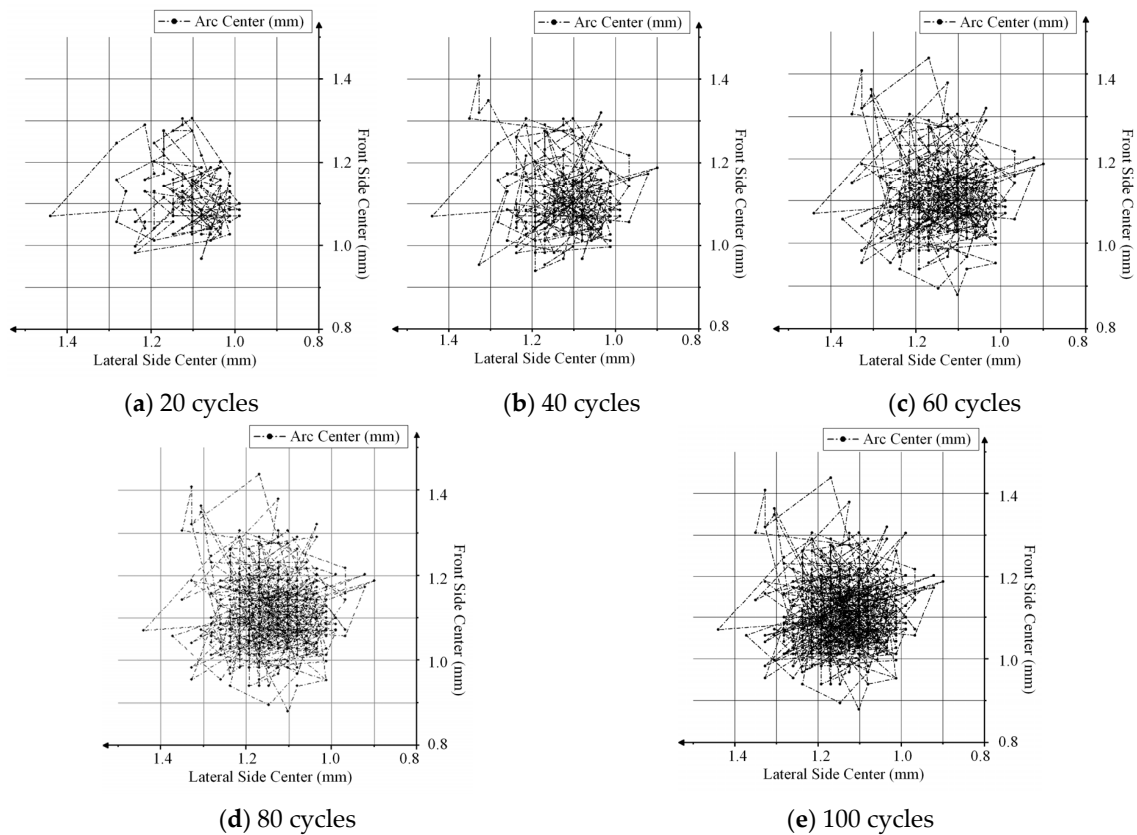 Arc Center (mm)
1.4
1.2
1.0
0.8
Front Side Center (mm)
1.4 1.2 1.0 0.8
Lateral Side Center (mm)
(a) 20 cycles
Arc Center (mm)
1.4
1.2
1.0
0.8
Front Side Center (mm)
1.4 1.2 1.0 0.8
Lateral Side Center (mm)
(b) 40 cycles
Arc Center (mm)
1.4
1.2
1.0
0.8
Front Side Center (mm)
1.4 1.2 1.0 0.8
Lateral Side Center (mm)
(c) 60 cycles
Arc Center (mm)
1.4
1.2
1.0
0.8
Front Side Center (mm)
1.4 1.2 1.0 0.8
Lateral Side Center (mm)
(d) 80 cycles
Arc Center (mm)
1.4
1.2
1.0
0.8
Front Side Center (mm)
1.4 1.2 1.0 0.8
Lateral Side Center (mm)
(e) 100 cycles